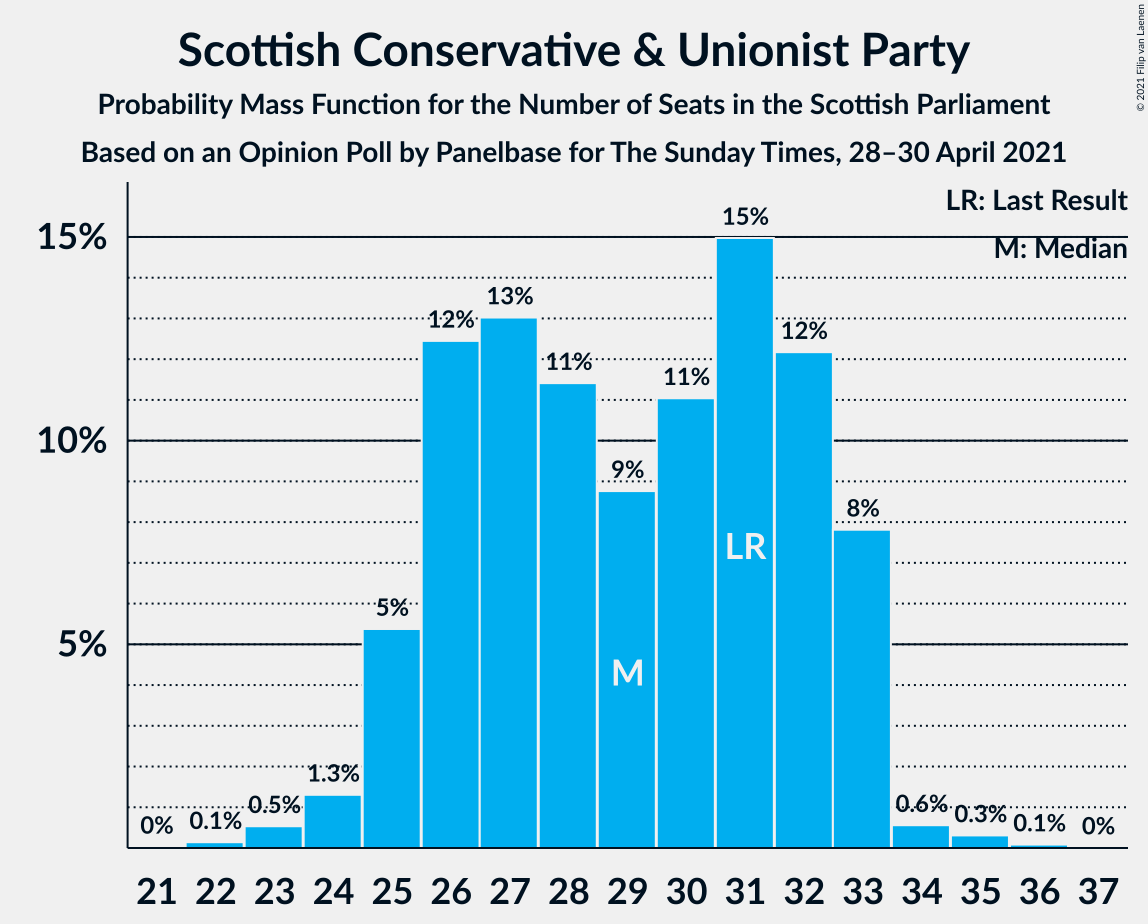 Scottish Conservative & Unionist Party
Probability Mass Function for the Number of Seats in the Scottish Parliament
Based on an Opinion Poll by Panelbase for The Sunday Times, 28–30 April 2021
© 2021 Filip van Laenen
LR: Last Result
M: Median
15%
10%
5%
0%
0.1%
0.5%
1.3%
5%
12%
13%
11%
9%
11%
15%
12%
8%
0.6%
0.3%
0.1%
0%
M
LR
21 22 23 24 25 26 27 28 29 30 31 32 33 34 35 36 37